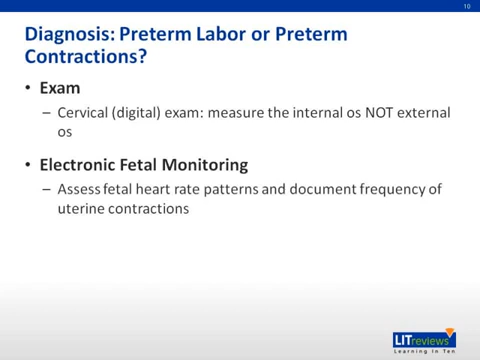 10
Diagnosis: Preterm Labor or Preterm
Contractions?
• Exam
– Cervical (digital) exam: measure the internal os NOT external
os
• Electronic Fetal Monitoring
– Assess fetal heart rate patterns and document frequency of
uterine contractions
LITreviews
Learning in Ten